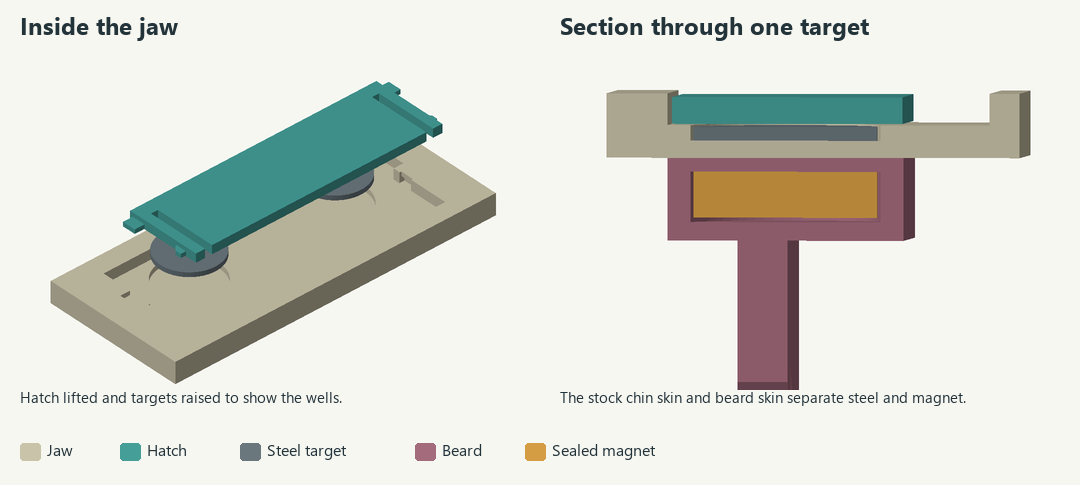 Inside the jaw
Section through one target
Hatch lifted and targets raised to show the wells.
The stock chin skin and beard skin separate steel and magnet.
Jaw
Hatch
Steel target
Beard
Sealed magnet